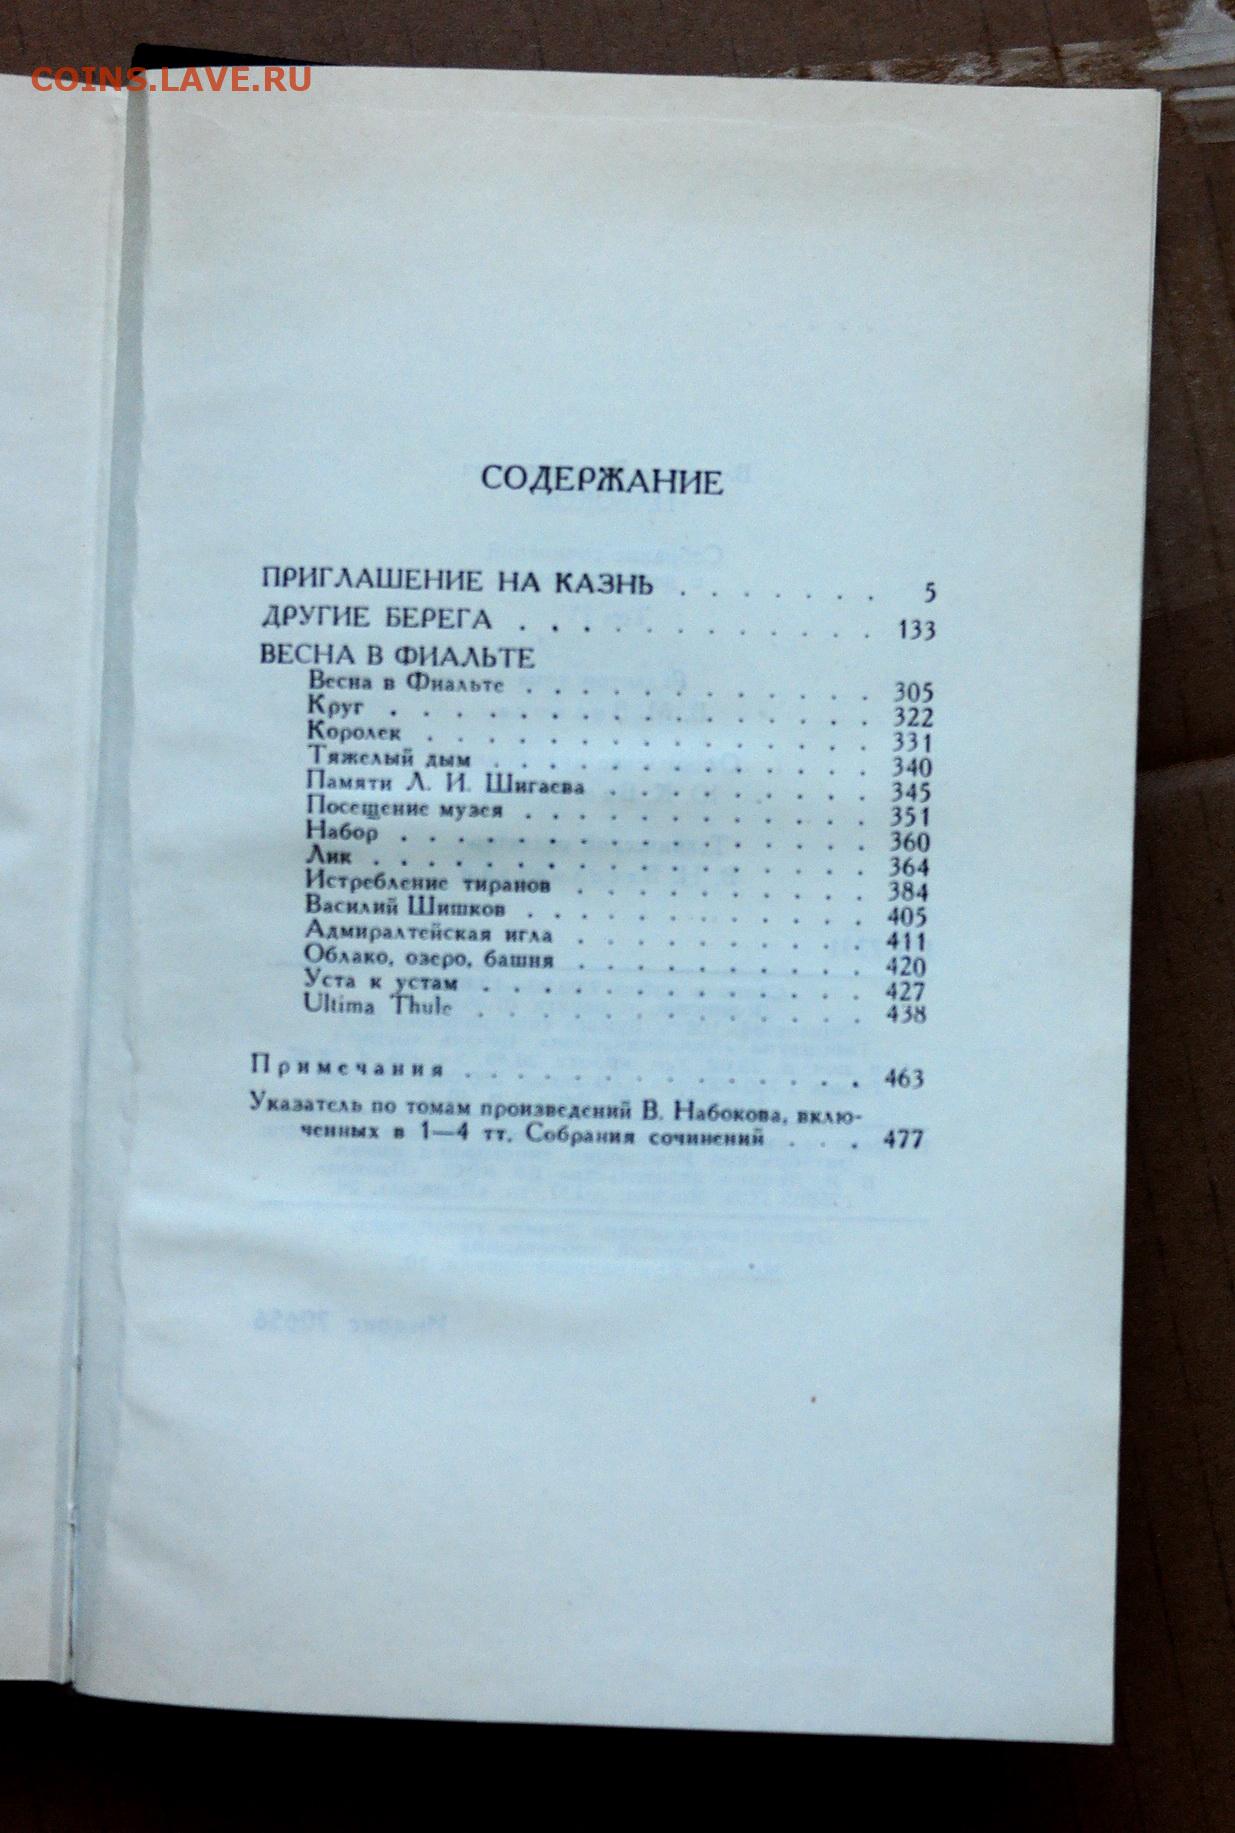 COINS.LAVE.RU
СОДЕРЖАНИЕ
ПРИГЛАШЕНИЕ НА КАЗНЬ . . . . . . . 5
ДРУГИЕ БЕРЕГА . . . . . . . . . . . . 133
ВЕСНА В ФИАЛЬТЕ
Весна в Фиальте . . . . . . . . . . . 305
Круг . . . . . . . . . . . . . . . 322
Королек . . . . . . . . . . . . . . 331
Тяжелый дым . . . . . . . . . . . . 340
Памяти Л. И. Шигаева . . . . . . . . . 345
Посещение музея . . . . . . . . . . . 351
Набор . . . . . . . . . . . . . . . 360
Лик . . . . . . . . . . . . . . . . 364
Истребление тиранов . . . . . . . . . . 384
Василий Шишков . . . . . . . . . . . 405
Адмиралтейская игла . . . . . . . . . . 411
Облако, озеро, башня . . . . . . . . . . 420
Уста к устам . . . . . . . . . . . . . 427
Ultima Thule . . . . . . . . . . . . . 438
Примечания . . . . . . . . . . . . . 463
Указатель по томам произведений В. Набокова, вклю-
ченных в 1—4 тт. Собрания сочинений . . . 477